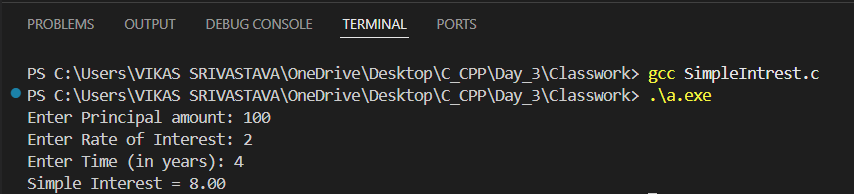 PROBLEMS OUTPUT DEBUG CONSOLE TERMINAL PORTS
PS C:\Users\VIKAS SRIVASTAVA\OneDrive\Desktop\C_CPP\Day_3\Classwork> gcc SimpleIntrest.c
PS C:\Users\VIKAS SRIVASTAVA\OneDrive\Desktop\C_CPP\Day_3\Classwork> .\a.exe
Enter Principal amount: 100
Enter Rate of Interest: 2
Enter Time (in years): 4
Simple Interest = 8.00